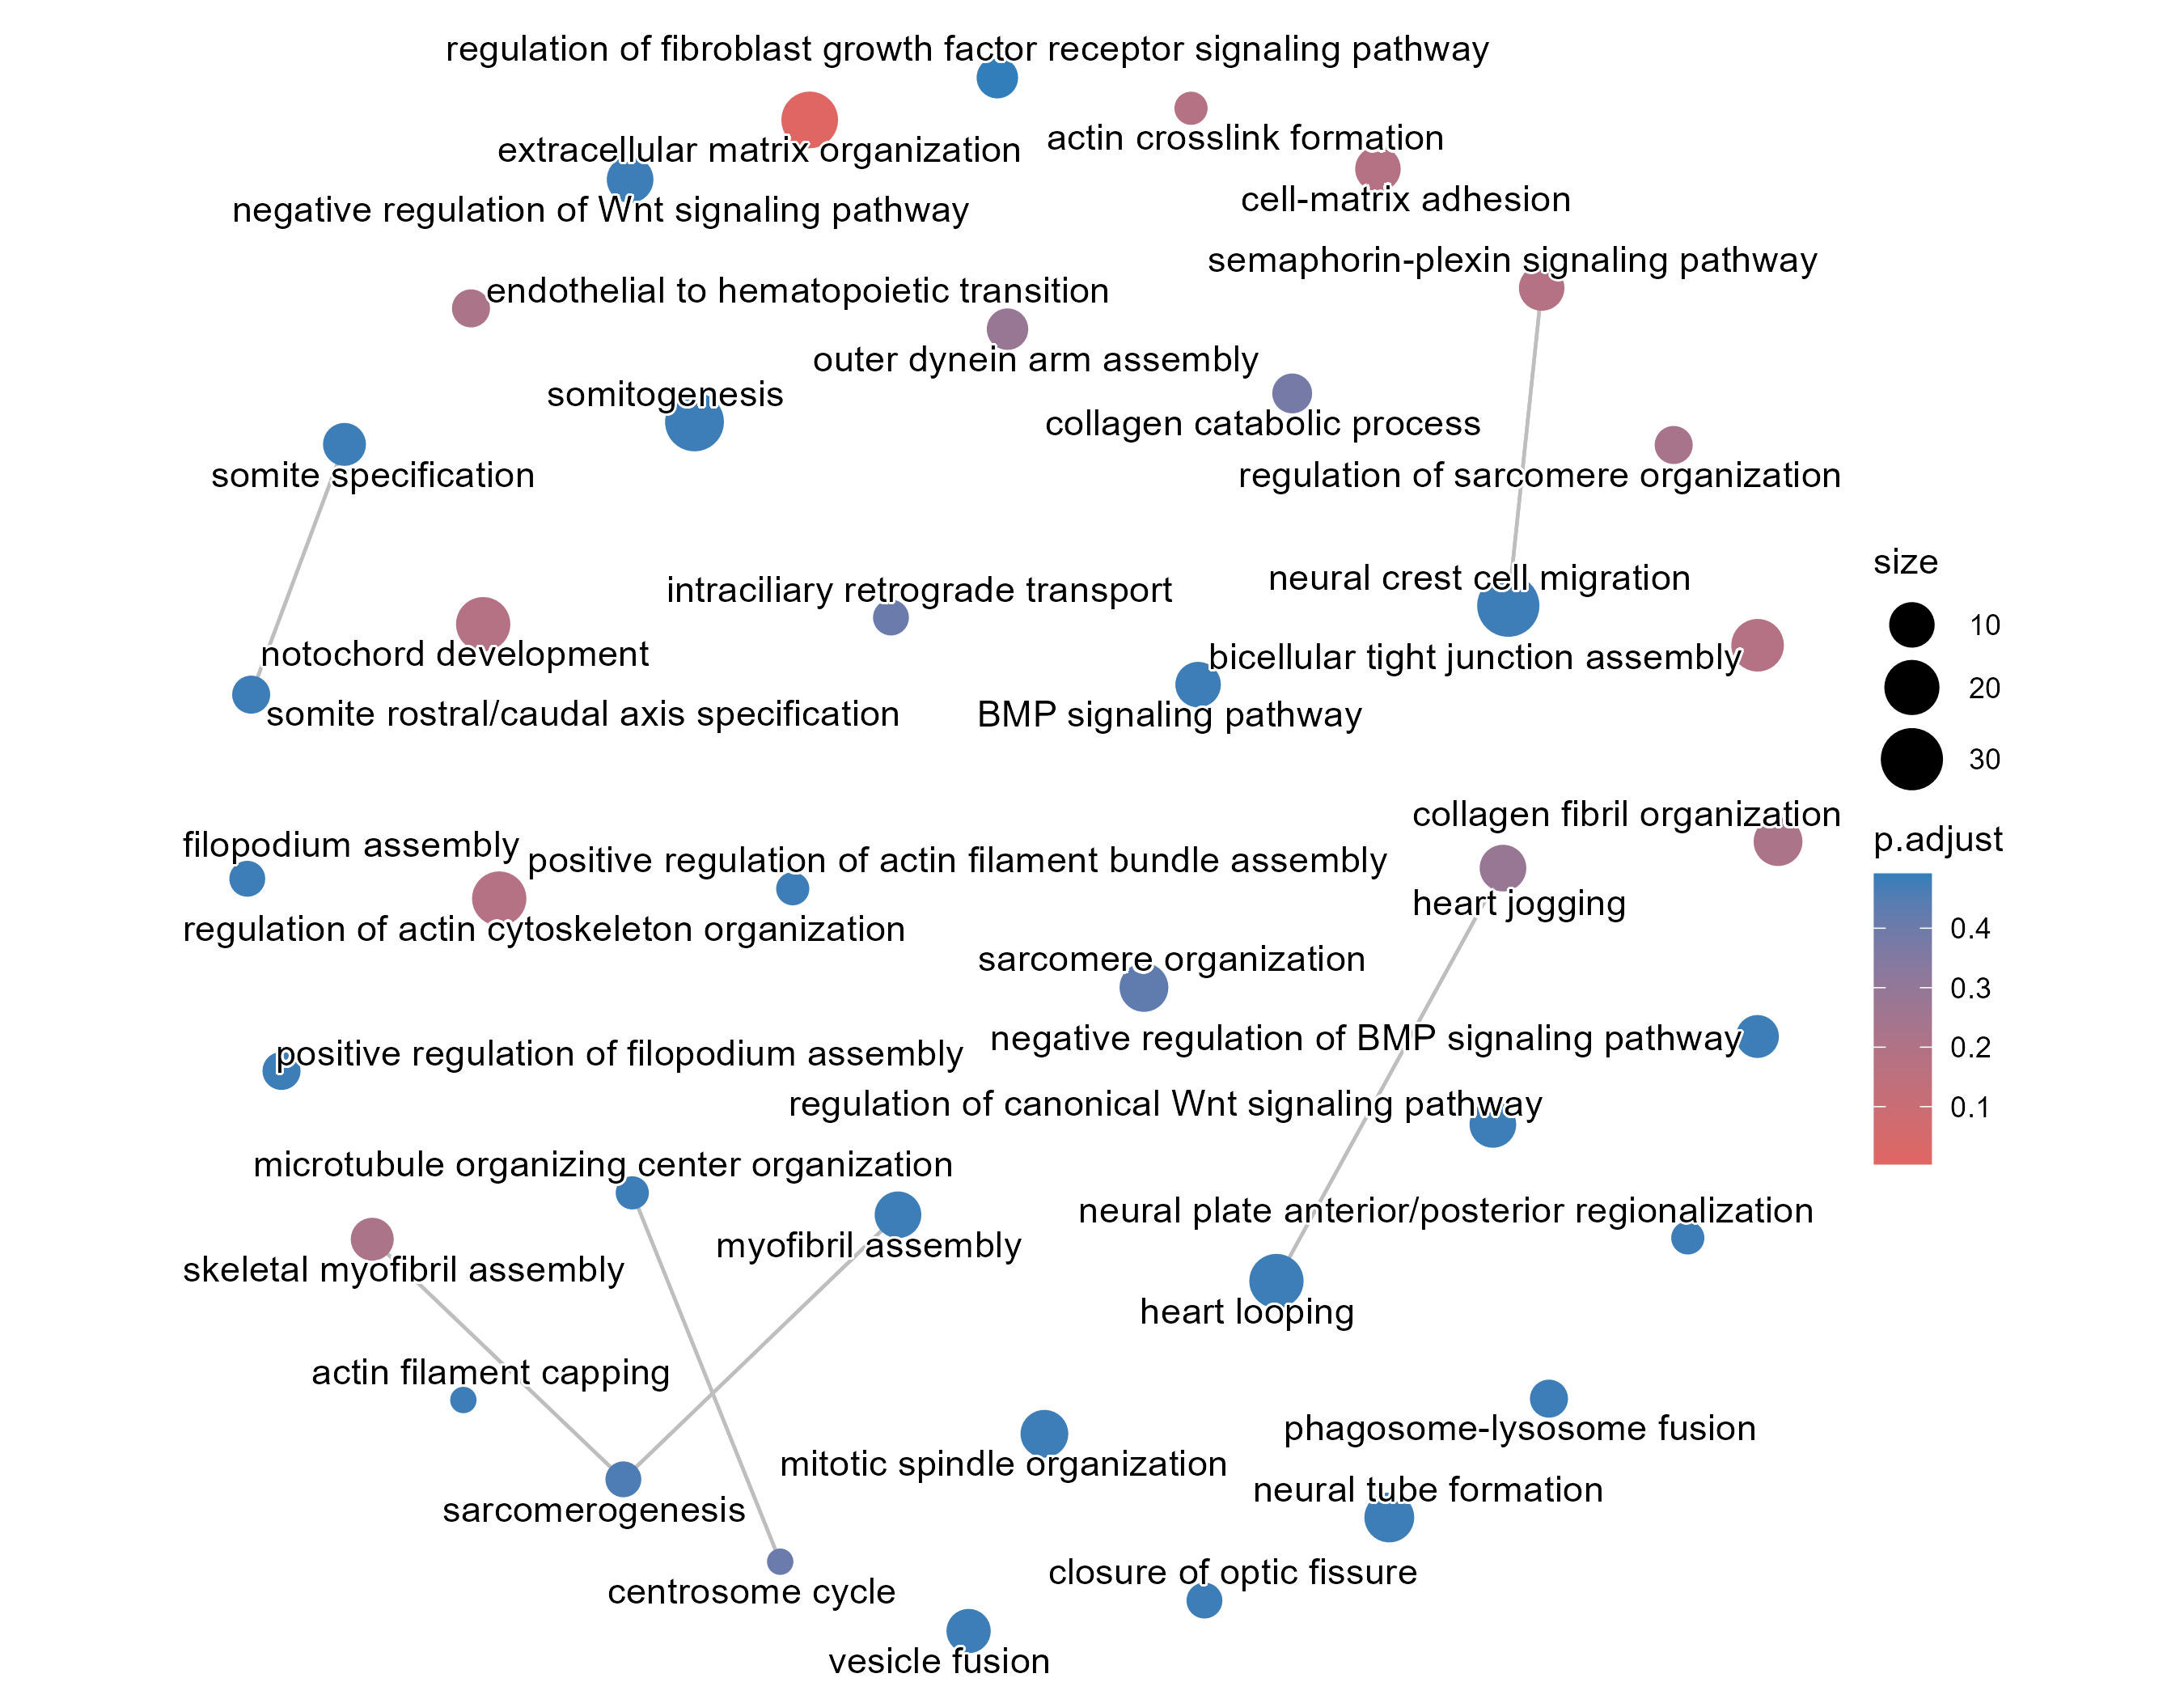 regulation of fibroblast growth factor receptor signaling pathway
actin crosslink formation
extracellular matrix organization
cell-matrix adhesion
negative regulation of Wnt signaling pathway
semaphorin-plexin signaling pathway
endothelial to hematopoietic transition
outer dynein arm assembly
somitogenesis
collagen catabolic process
somite specification
regulation of sarcomere organization
size
neural crest cell migration
intraciliary retrograde transport
10
notochord development
bicellular tight junction assembly
20
somite rostral/caudal axis specification
BMP signaling pathway
30
collagen fibril organization
p.adjust
filopodium assembly
positive regulation of actin filament bundle assembly
heart jogging
regulation of actin cytoskeleton organization
0.4
sarcomere organization
0.3
negative regulation of BMP signaling pathway
0.2
positive regulation of filopodium assembly
regulation of canonical Wnt signaling pathway
0.1
microtubule organizing center organization
neural plate anterior/posterior regionalization
myofibril assembly
skeletal myofibril assembly
heart looping
actin filament capping
phagosome-lysosome fusion
mitotic spindle organization
neural tube formation
sarcomerogenesis
closure of optic fissure
centrosome cycle
vesicle fusion